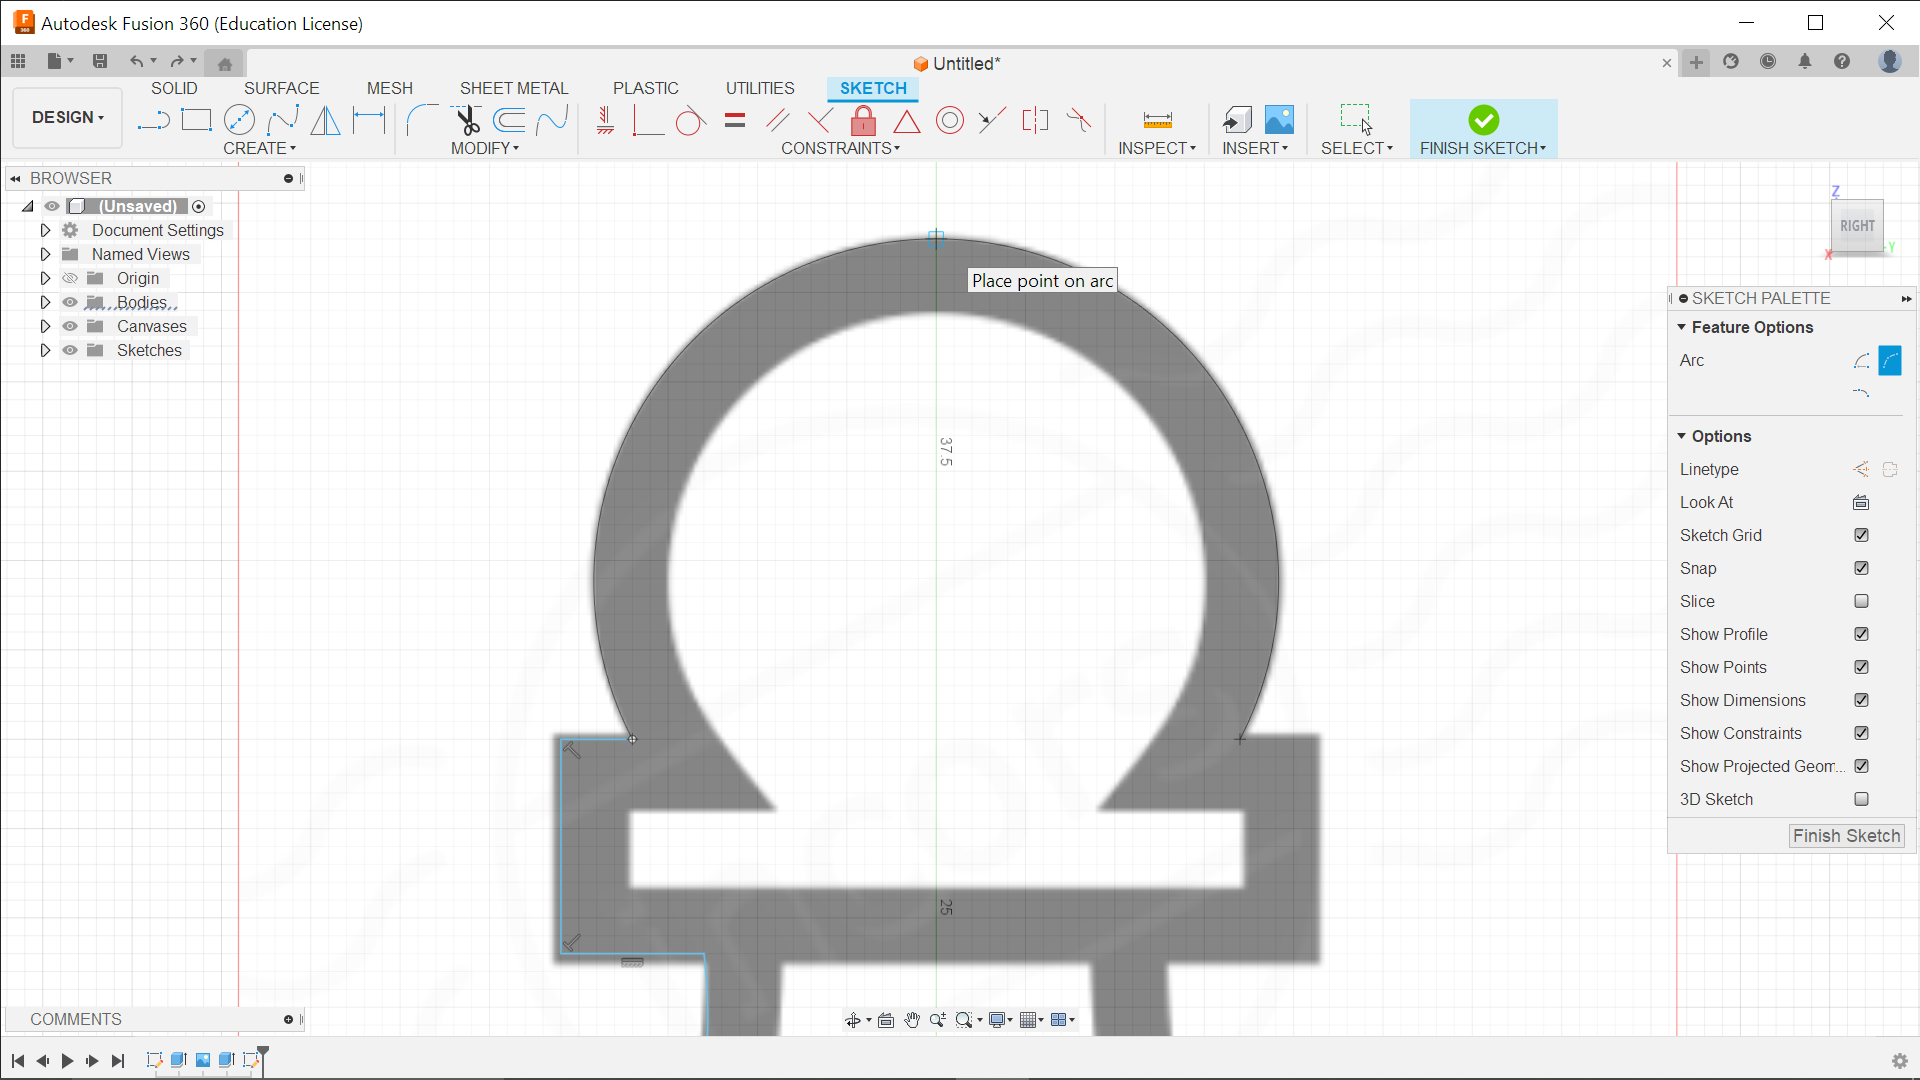 Autodesk Fusion 360 (Education License)
Untitled*
SOLID SURFACE MESH SHEET METAL PLASTIC UTILITIES SKETCH
DESIGN
CREATE MODIFY CONSTRAINTS INSPECT INSERT SELECT FINISH SKETCH
BROWSER
(Unsaved)
Document Settings
Named Views
Origin
Bodies
Canvases
Sketches
Place point on arc
37.5
25
Z
RIGHT
Y
X
SKETCH PALETTE
Feature Options
Arc
Options
Linetype
Look At
Sketch Grid
Snap
Slice
Show Profile
Show Points
Show Dimensions
Show Constraints
Show Projected Geom...
3D Sketch
Finish Sketch
COMMENTS